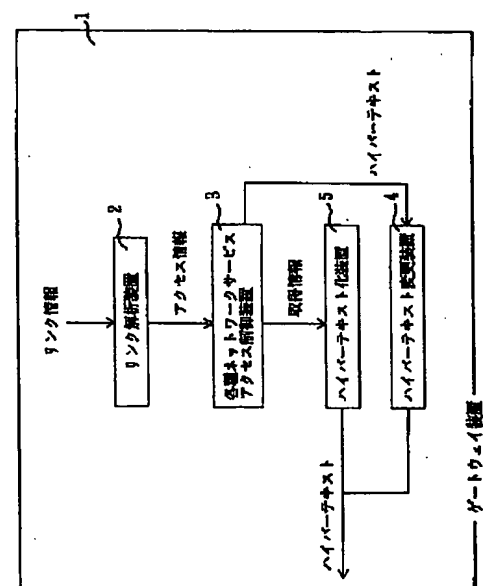 1
リンク情報
2
リンク解析装置
アクセス情報
3
各種ネットワークサービス
アクセス制御装置
ハイパーテキスト
取得情報
5
ハイパーテキスト化装置
4
ハイパーテキスト変更装置
ハイパーテキスト
ゲートウェイ装置